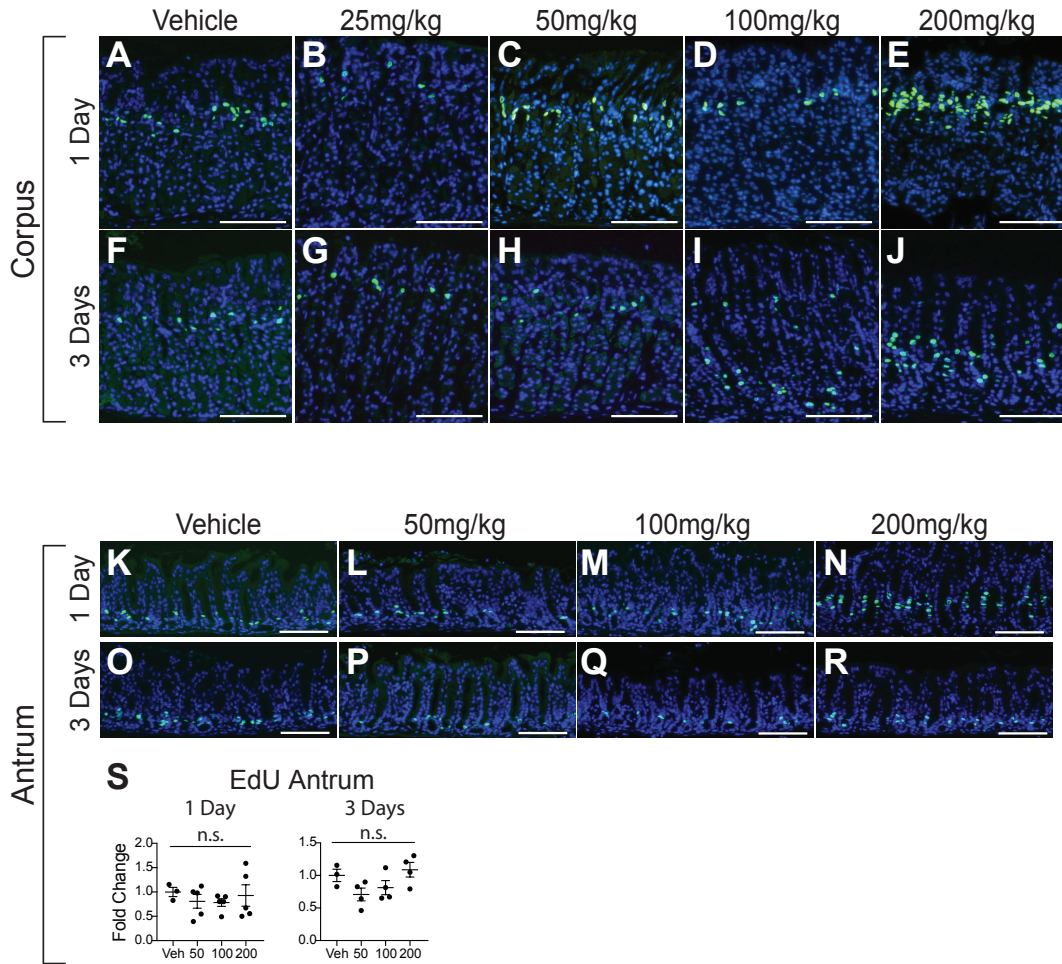 Vehicle 25mg/kg 50mg/kg 100mg/kg 200mg/kg
Corpus
1 Day
A B C D E
3 Days
F G H I J
Vehicle 50mg/kg 100mg/kg 200mg/kg
Antrum
1 Day
K L M N
3 Days
O P Q R
S EdU Antrum
1 Day 3 Days
n.s. n.s.
Fold Change
2.0
1.5
1.0
0.5
0.0
Veh 50 100 200
1.5
1.0
0.5
0.0
Veh 50 100 200